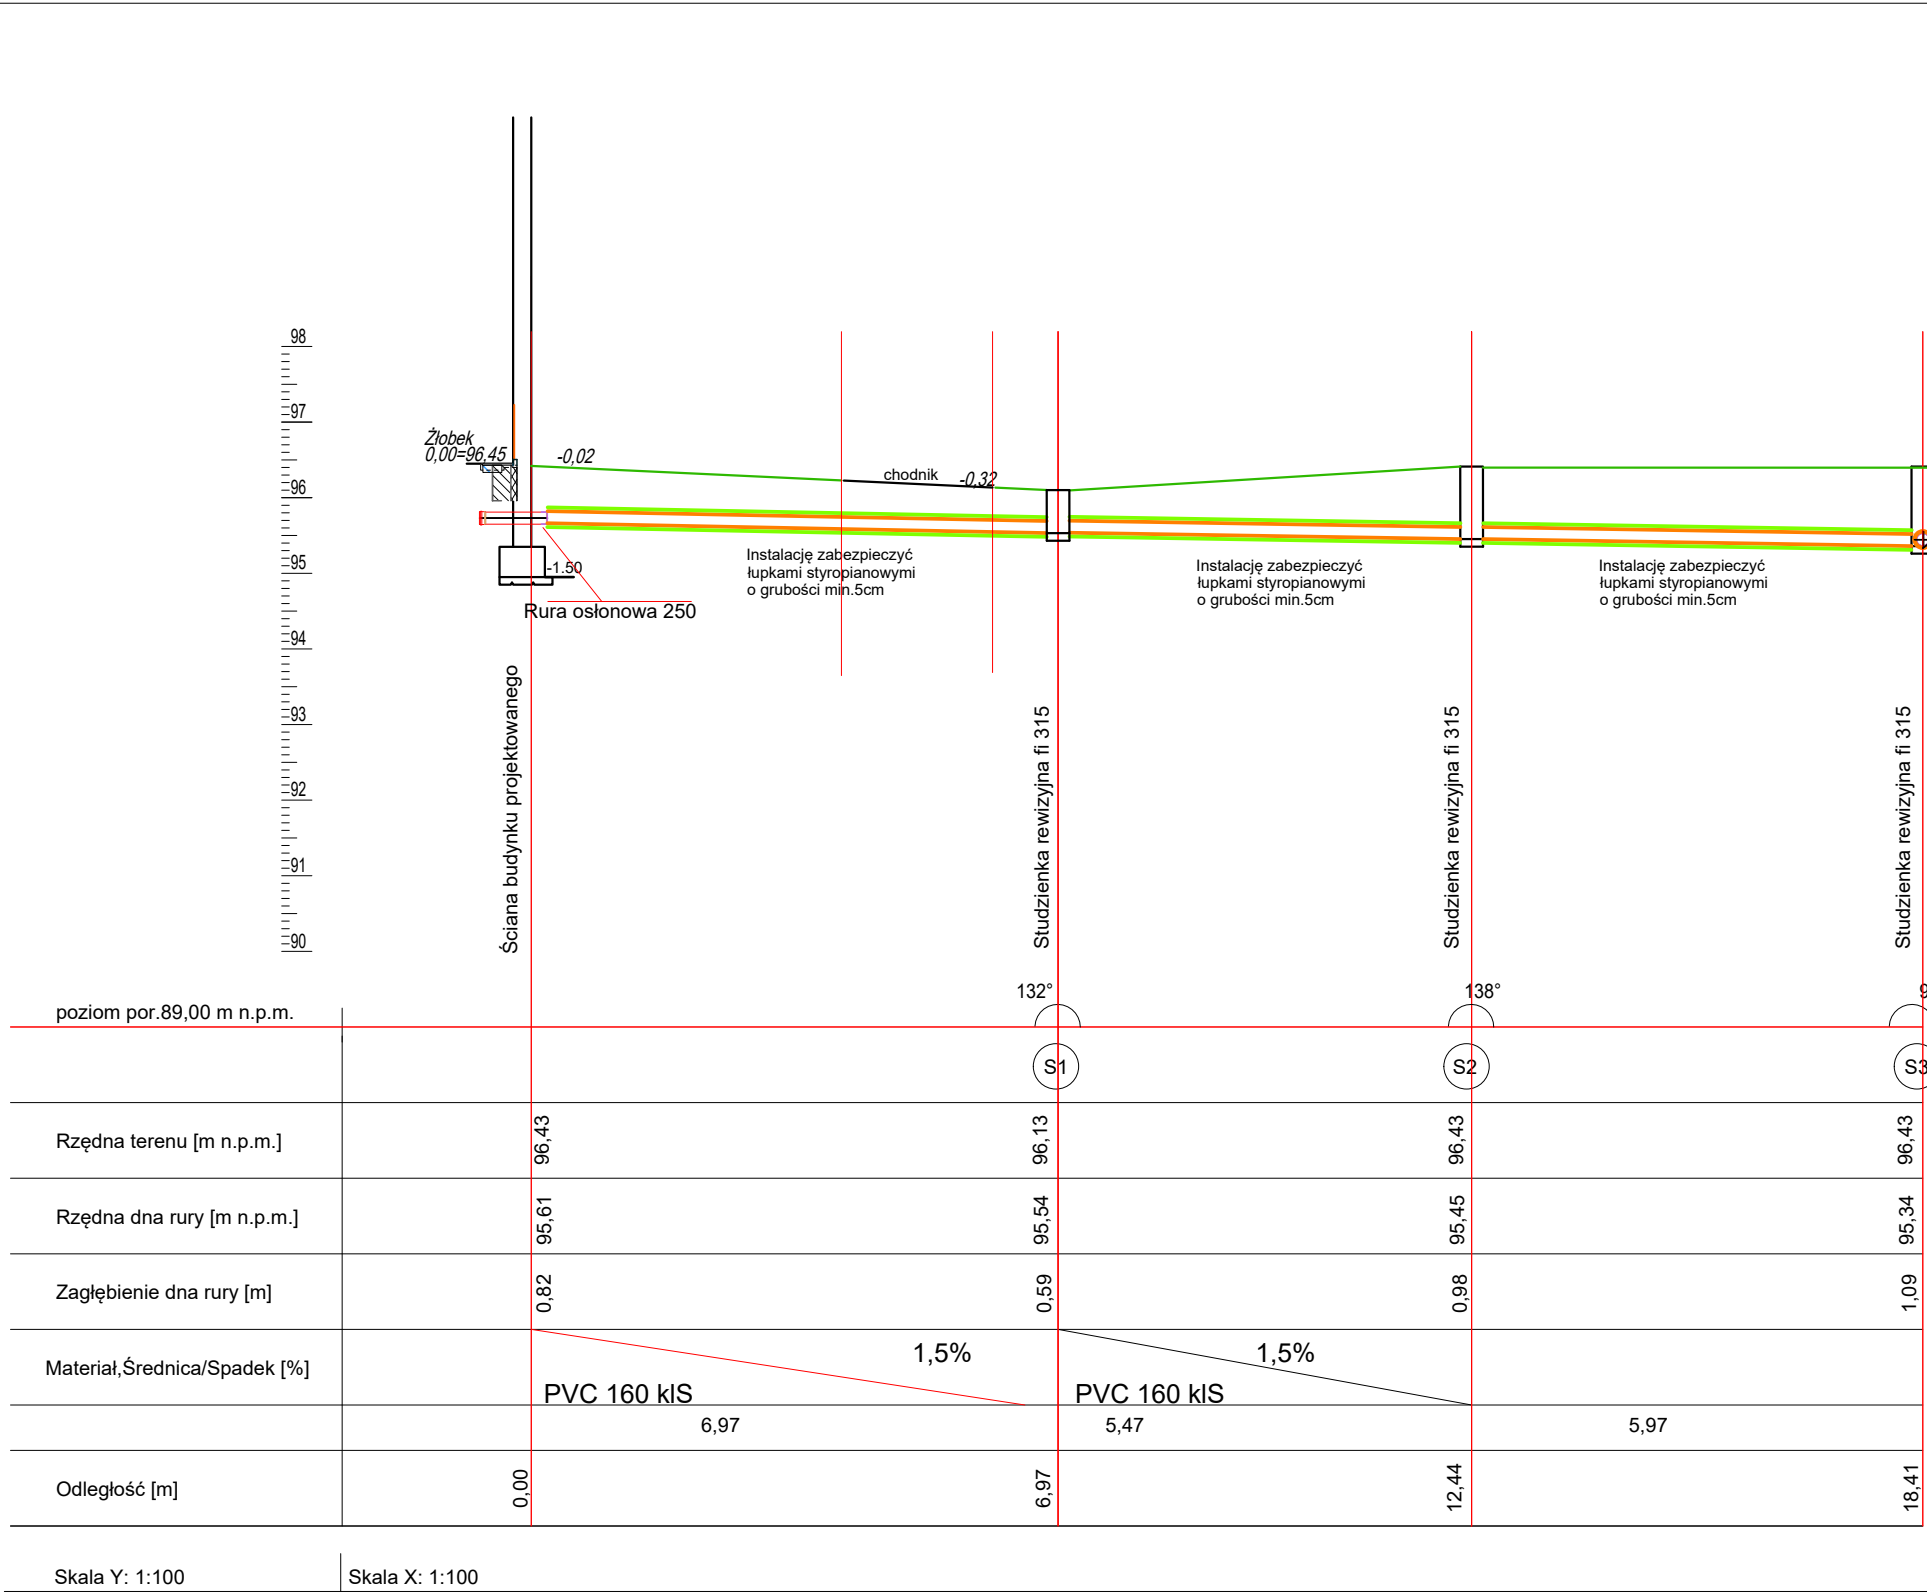 98
97
96
95
94
93
92
91
90
Żłobek
0,00=96,45
-0,02
chodnik
-0,32
Instalację zabezpieczyć
łupkami styropianowymi
o grubości min.5cm
Instalację zabezpieczyć
łupkami styropianowymi
o grubości min.5cm
Instalację zabezpieczyć
łupkami styropianowymi
o grubości min.5cm
-1.50
Rura osłonowa 250
Ściana budynku projektowanego
Studzienka rewizyjna fi 315
Studzienka rewizyjna fi 315
Studzienka rewizyjna fi 315
132°
138°
9
poziom por.89,00 m n.p.m.
S1
S2
S3
Rzędna terenu [m n.p.m.]
96,43
96,13
96,43
96,43
Rzędna dna rury [m n.p.m.]
95,61
95,54
95,45
95,34
Zagłębienie dna rury [m]
0,82
0,59
0,98
1,09
Materiał,Średnica/Spadek [%]
1,5%
1,5%
PVC 160 klS
PVC 160 klS
6,97
5,47
5,97
Odległość [m]
0,00
6,97
12,44
18,41
Skala Y: 1:100
Skala X: 1:100